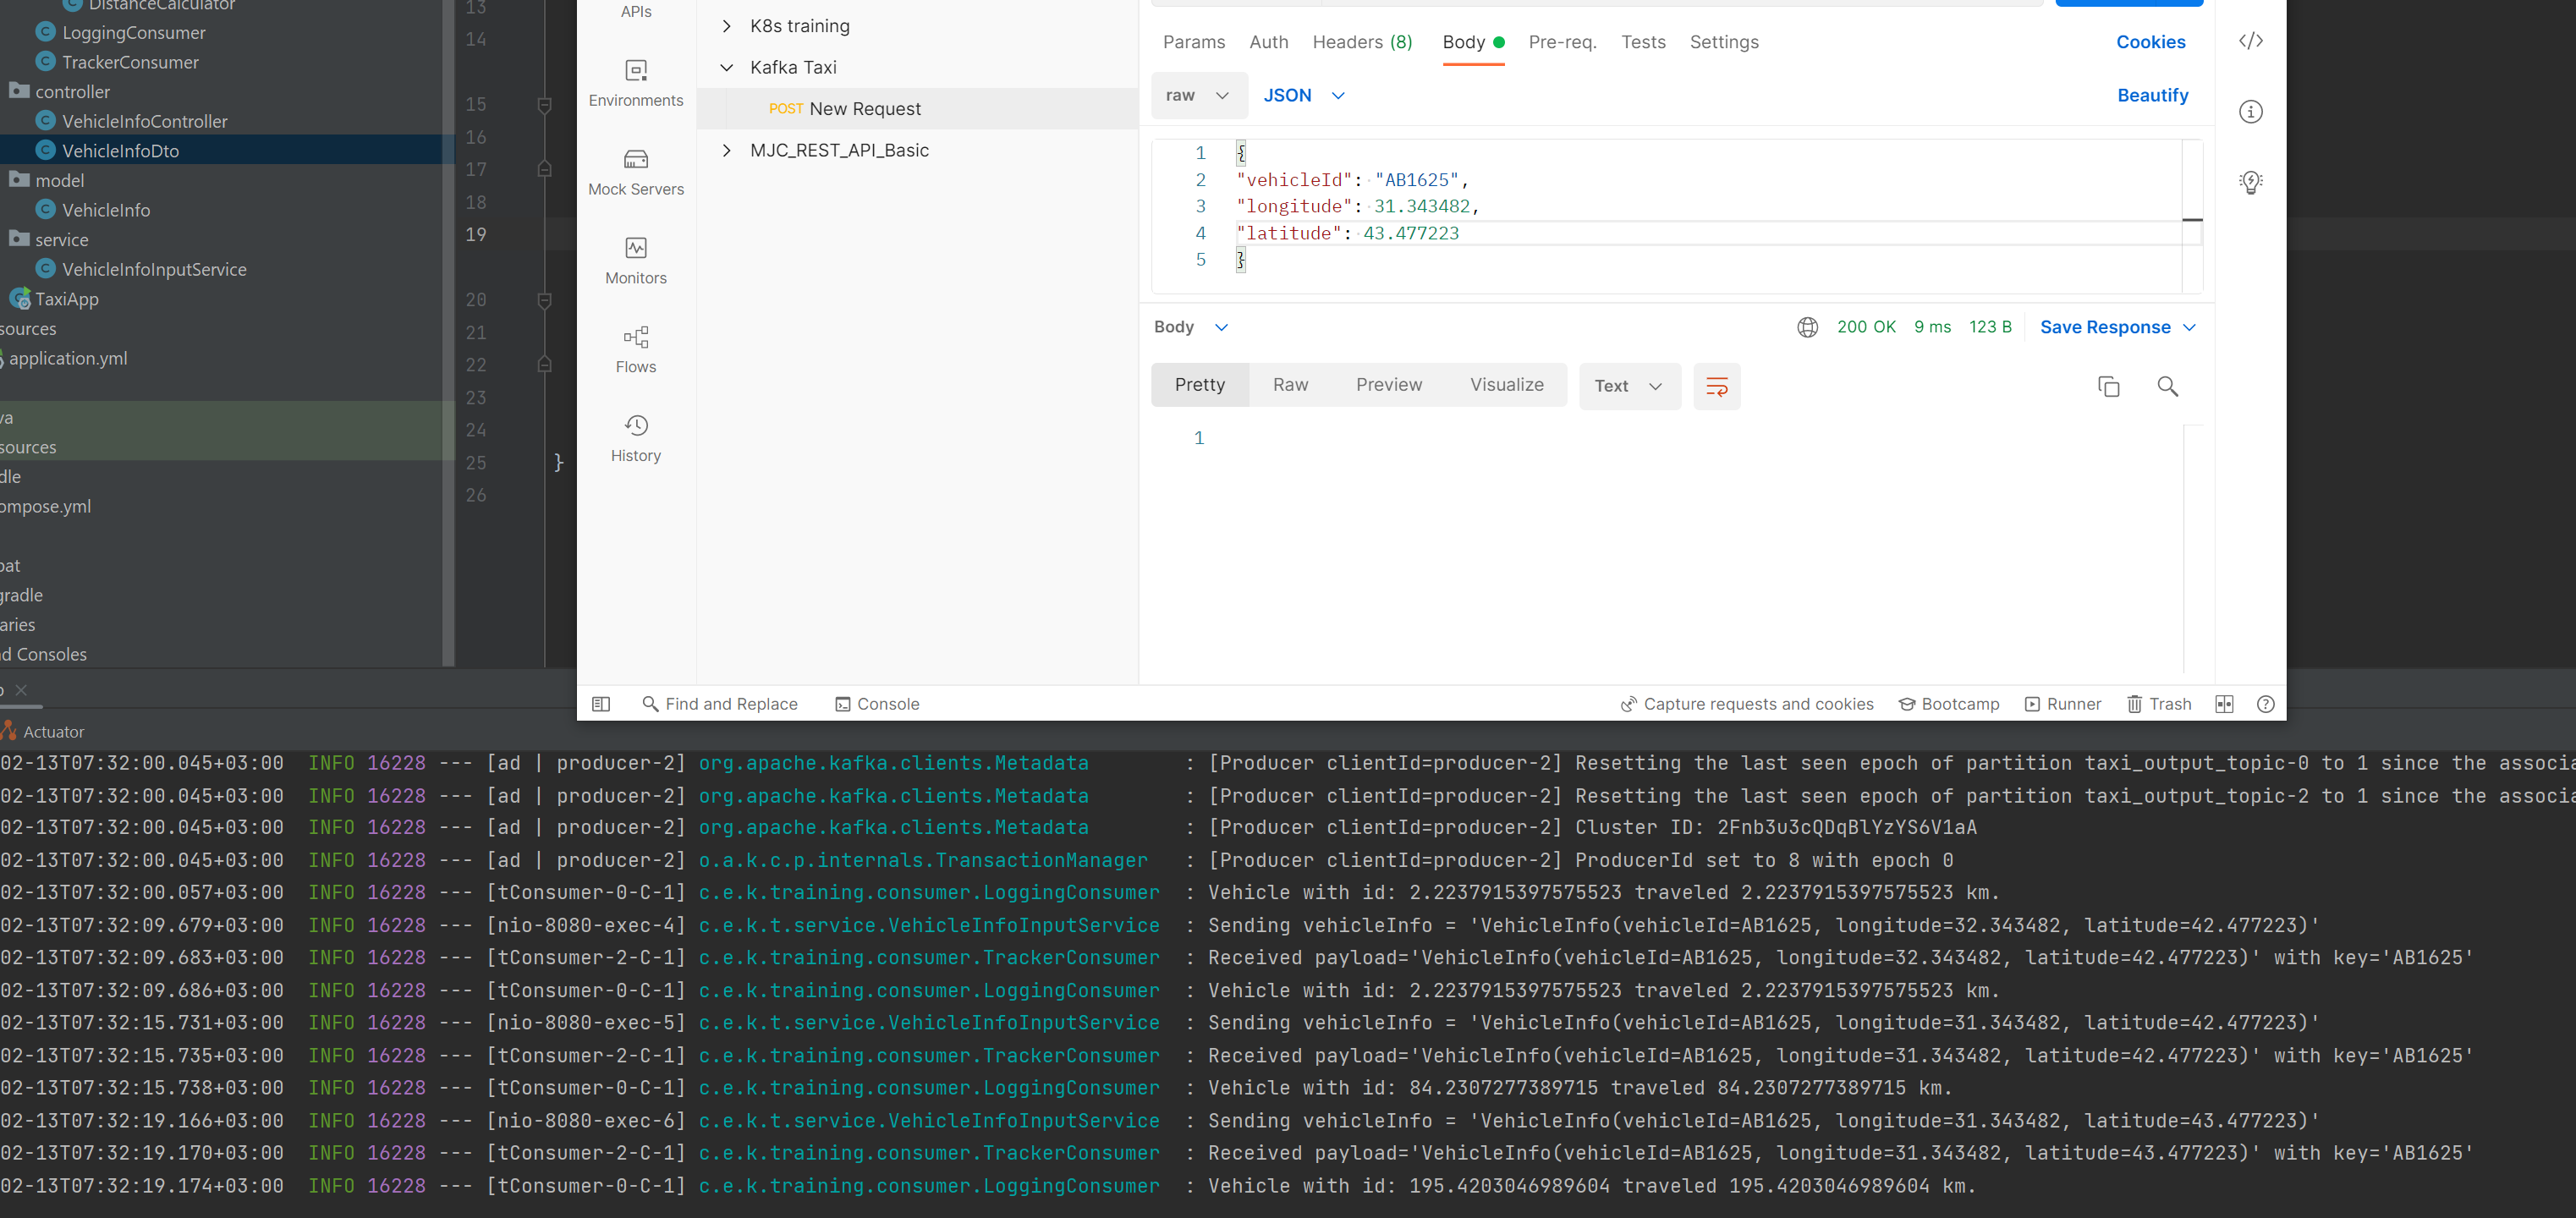 DistanceCalculator
LoggingConsumer
TrackerConsumer
controller
VehicleInfoController
VehicleInfoDto
model
VehicleInfo
service
VehicleInfoInputService
TaxiApp
sources
application.yml
va
sources
dle
ompose.yml
bat
gradle
aries
d Consoles
13
14
15
16
17
18
19
20
21
22
23
24
25 }
26
APIs
Environments
Mock Servers
Monitors
Flows
History
K8s training
Kafka Taxi
POST New Request
MJC_REST_API_Basic
Params Auth Headers (8) Body Pre-req. Tests Settings Cookies
raw JSON Beautify
1 {
2 "vehicleId": "AB1625",
3 "longitude": 31.343482,
4 "latitude": 43.477223
5 }
Body 200 OK 9 ms 123 B Save Response
Pretty Raw Preview Visualize Text
1
Find and Replace Console Capture requests and cookies Bootcamp Runner Trash
Actuator
02-13T07:32:00.045+03:00 INFO 16228 --- [ad | producer-2] org.apache.kafka.clients.Metadata : [Producer clientId=producer-2] Resetting the last seen epoch of partition taxi_output_topic-0 to 1 since the associa
02-13T07:32:00.045+03:00 INFO 16228 --- [ad | producer-2] org.apache.kafka.clients.Metadata : [Producer clientId=producer-2] Resetting the last seen epoch of partition taxi_output_topic-2 to 1 since the associa
02-13T07:32:00.045+03:00 INFO 16228 --- [ad | producer-2] org.apache.kafka.clients.Metadata : [Producer clientId=producer-2] Cluster ID: 2Fnb3u3cQDqBlYzYS6V1aA
02-13T07:32:00.045+03:00 INFO 16228 --- [ad | producer-2] o.a.k.c.p.internals.TransactionManager : [Producer clientId=producer-2] ProducerId set to 8 with epoch 0
02-13T07:32:00.057+03:00 INFO 16228 --- [tConsumer-0-C-1] c.e.k.training.consumer.LoggingConsumer : Vehicle with id: 2.2237915397575523 traveled 2.2237915397575523 km.
02-13T07:32:09.679+03:00 INFO 16228 --- [nio-8080-exec-4] c.e.k.t.service.VehicleInfoInputService : Sending vehicleInfo = 'VehicleInfo(vehicleId=AB1625, longitude=32.343482, latitude=42.477223)'
02-13T07:32:09.683+03:00 INFO 16228 --- [tConsumer-2-C-1] c.e.k.training.consumer.TrackerConsumer : Received payload='VehicleInfo(vehicleId=AB1625, longitude=32.343482, latitude=42.477223)' with key='AB1625'
02-13T07:32:09.686+03:00 INFO 16228 --- [tConsumer-0-C-1] c.e.k.training.consumer.LoggingConsumer : Vehicle with id: 2.2237915397575523 traveled 2.2237915397575523 km.
02-13T07:32:15.731+03:00 INFO 16228 --- [nio-8080-exec-5] c.e.k.t.service.VehicleInfoInputService : Sending vehicleInfo = 'VehicleInfo(vehicleId=AB1625, longitude=31.343482, latitude=42.477223)'
02-13T07:32:15.735+03:00 INFO 16228 --- [tConsumer-2-C-1] c.e.k.training.consumer.TrackerConsumer : Received payload='VehicleInfo(vehicleId=AB1625, longitude=31.343482, latitude=42.477223)' with key='AB1625'
02-13T07:32:15.738+03:00 INFO 16228 --- [tConsumer-0-C-1] c.e.k.training.consumer.LoggingConsumer : Vehicle with id: 84.2307277389715 traveled 84.2307277389715 km.
02-13T07:32:19.166+03:00 INFO 16228 --- [nio-8080-exec-6] c.e.k.t.service.VehicleInfoInputService : Sending vehicleInfo = 'VehicleInfo(vehicleId=AB1625, longitude=31.343482, latitude=43.477223)'
02-13T07:32:19.170+03:00 INFO 16228 --- [tConsumer-2-C-1] c.e.k.training.consumer.TrackerConsumer : Received payload='VehicleInfo(vehicleId=AB1625, longitude=31.343482, latitude=43.477223)' with key='AB1625'
02-13T07:32:19.174+03:00 INFO 16228 --- [tConsumer-0-C-1] c.e.k.training.consumer.LoggingConsumer : Vehicle with id: 195.4203046989604 traveled 195.4203046989604 km.